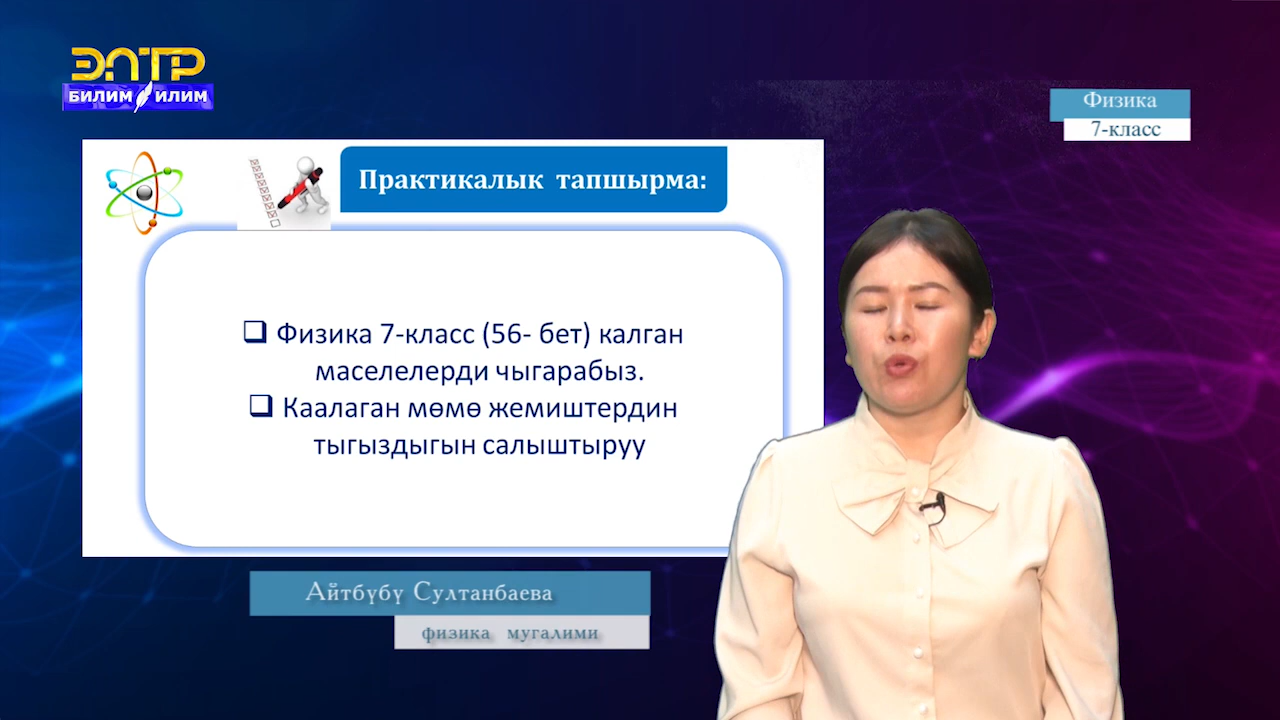 ЭЛТР
БИЛИМ ИЛИМ
Физика
7-класс
Практикалык тапшырма:
Физика 7-класс (56- бет) калган
маселелерди чыгарабыз.
Каалаган мөмө жемиштердин
тыгыздыгын салыштыруу
Айтбүбү Султанбаева
физика мугалими